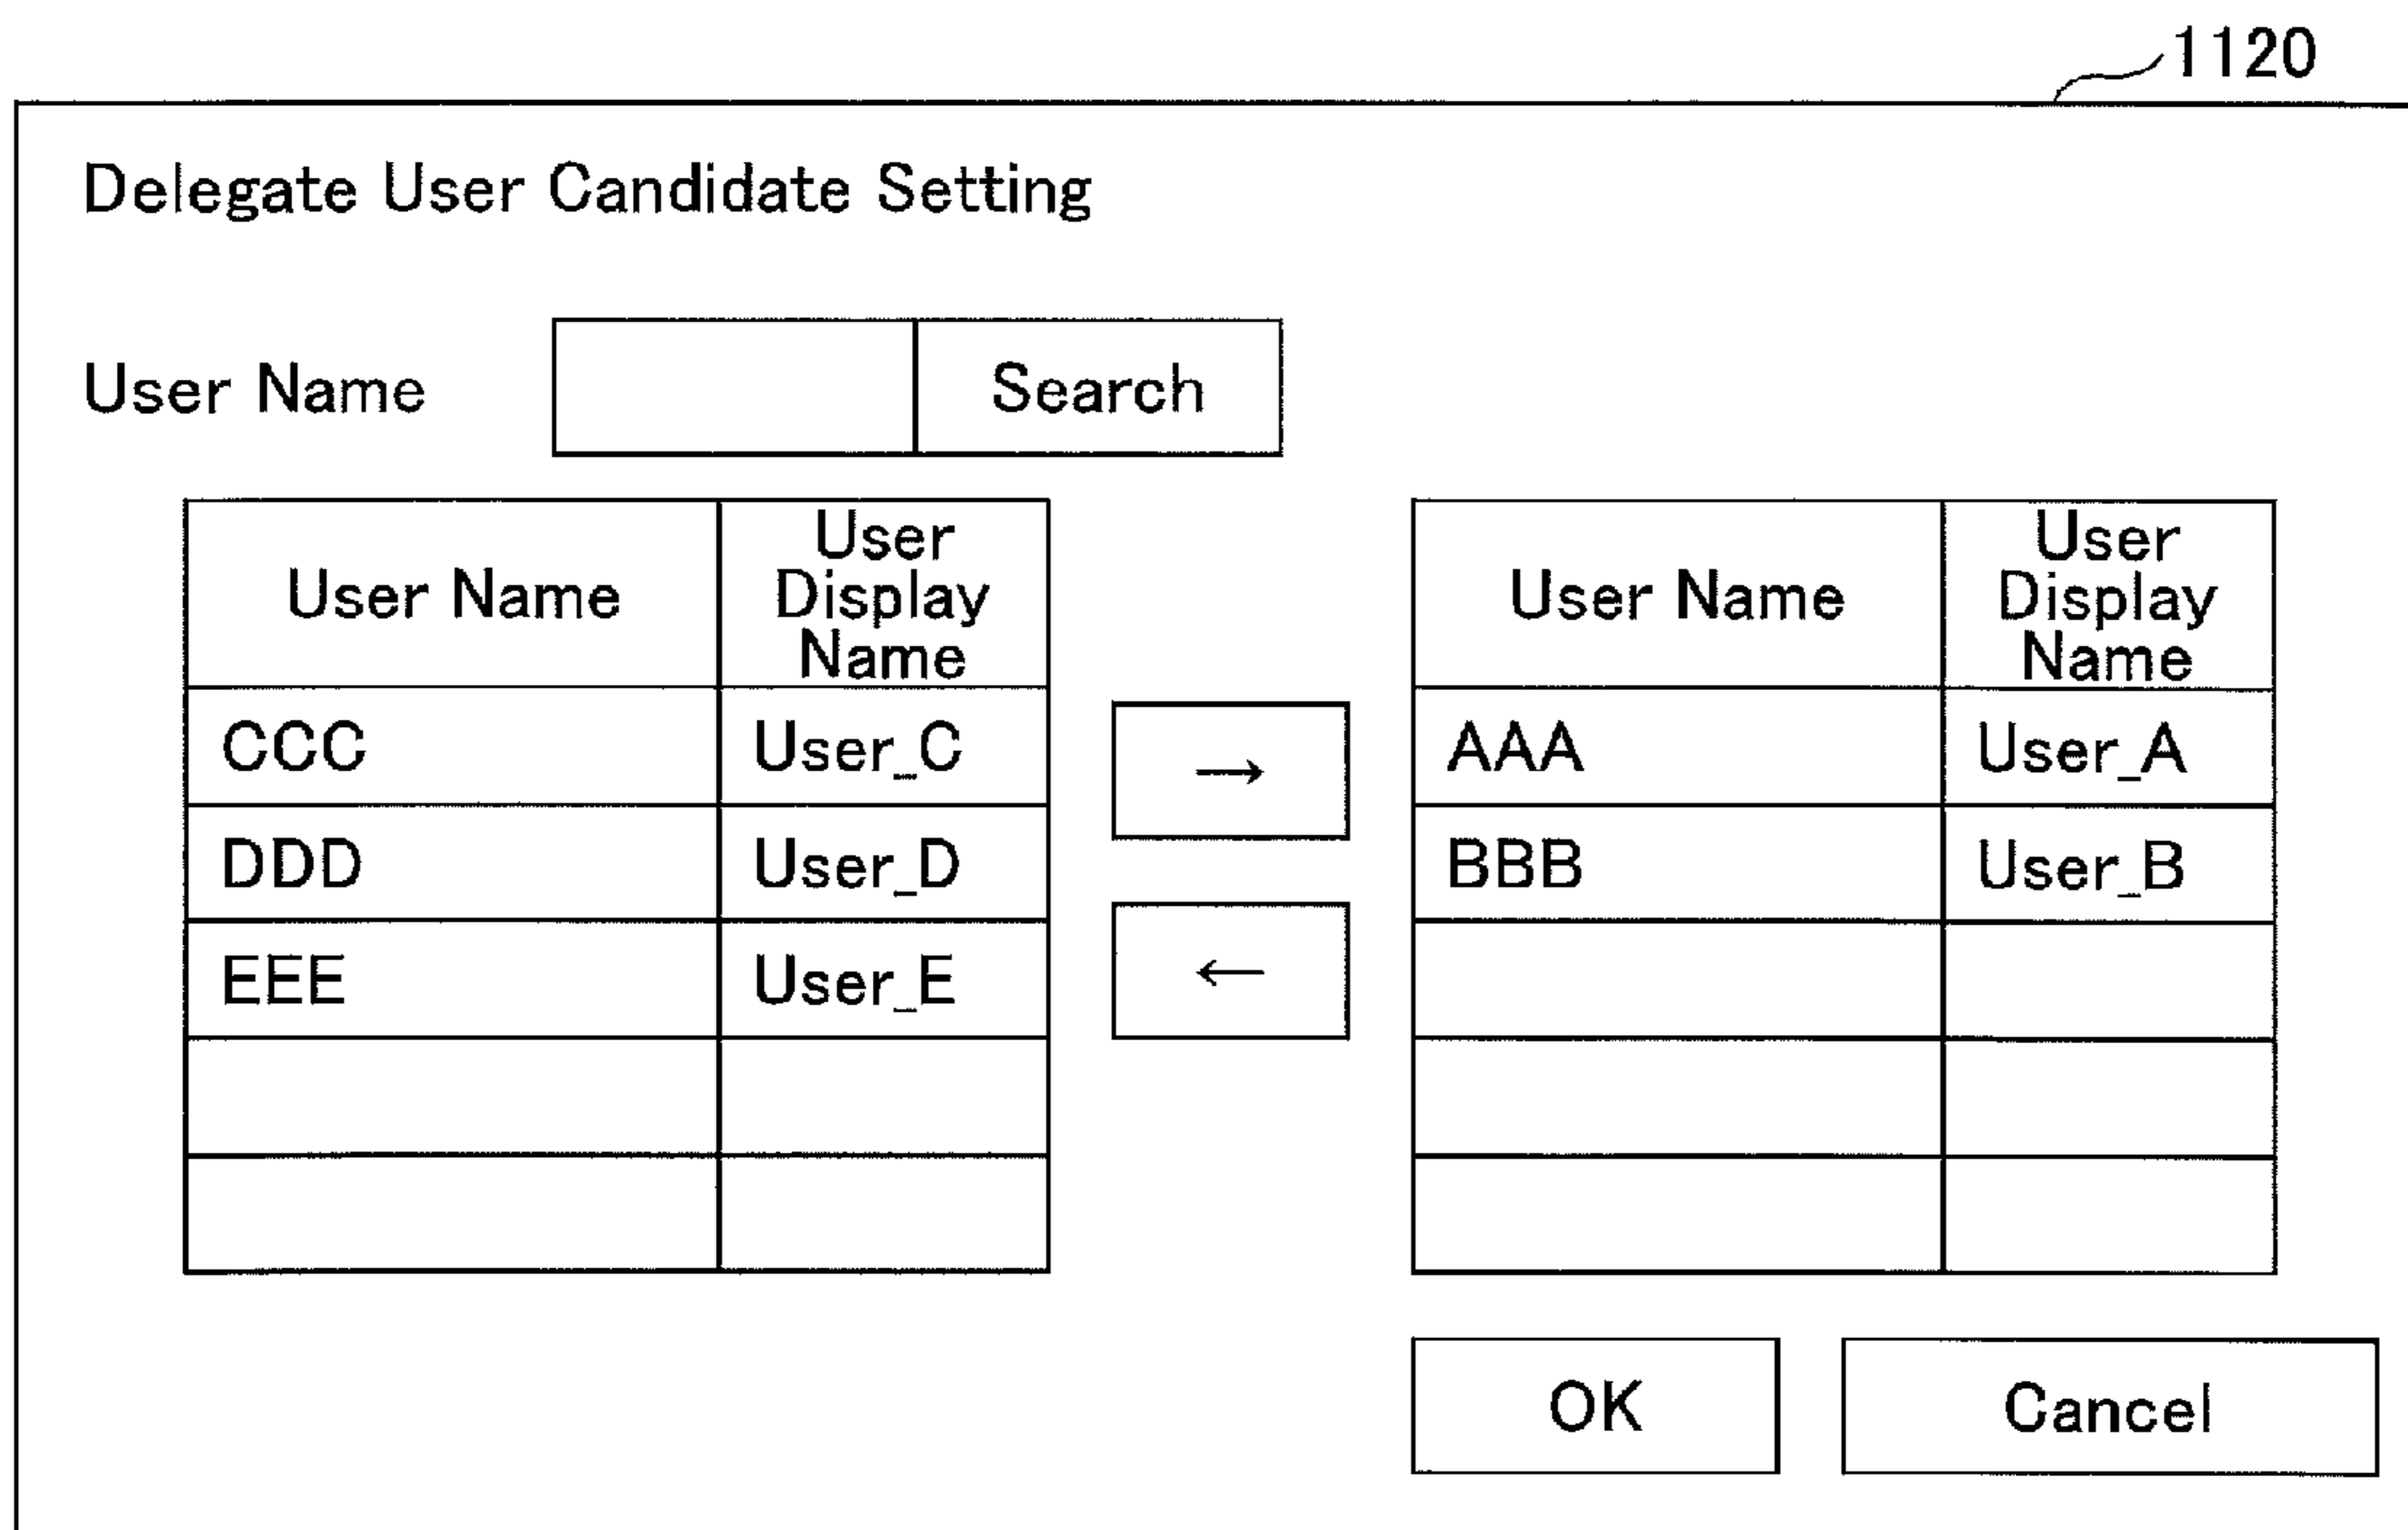 1120
Delegate User Candidate Setting
User Name Search
User Name User Display Name
CCC User_C
DDD User_D
EEE User_E
→
←
User Name User Display Name
AAA User_A
BBB User_B
OK Cancel